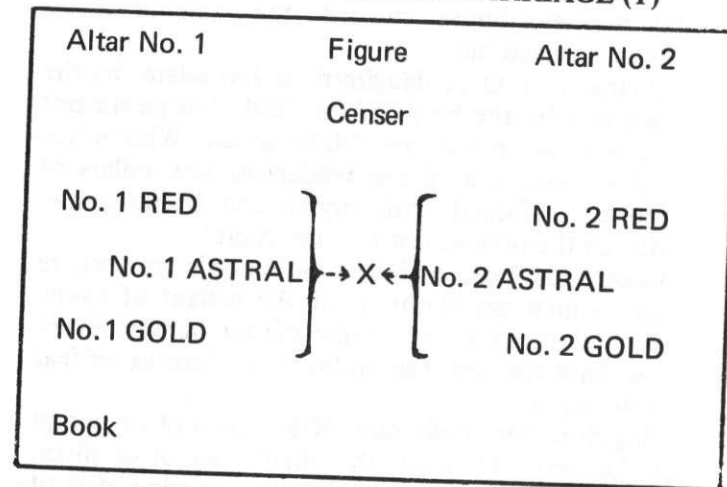 Altar No. 1 Figure Altar No. 2
Censer
No. 1 RED No. 2 RED
No. 1 ASTRAL X No. 2 ASTRAL
No.1 GOLD No. 2 GOLD
Book